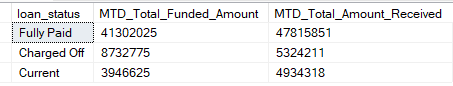 loan_status MTD_Total_Funded_Amount MTD_Total_Amount_Received
Fully Paid 41302025 47815851
Charged Off 8732775 5324211
Current 3946625 4934318